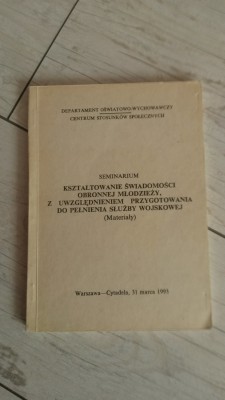 DEPARTAMENT OŚWIATOWO-WYCHOWAWCZY
CENTRUM STOSUNKÓW SPOŁECZNYCH
SEMINARIUM
KSZTAŁTOWANIE ŚWIADOMOŚCI
OBRONNEJ MŁODZIEŻY,
Z UWZGLĘDNIENIEM PRZYGOTOWANIA
DO PEŁNIENIA SŁUŻBY WOJSKOWEJ
(Materiały)
Warszawa—Cytadela, 31 marca 1993